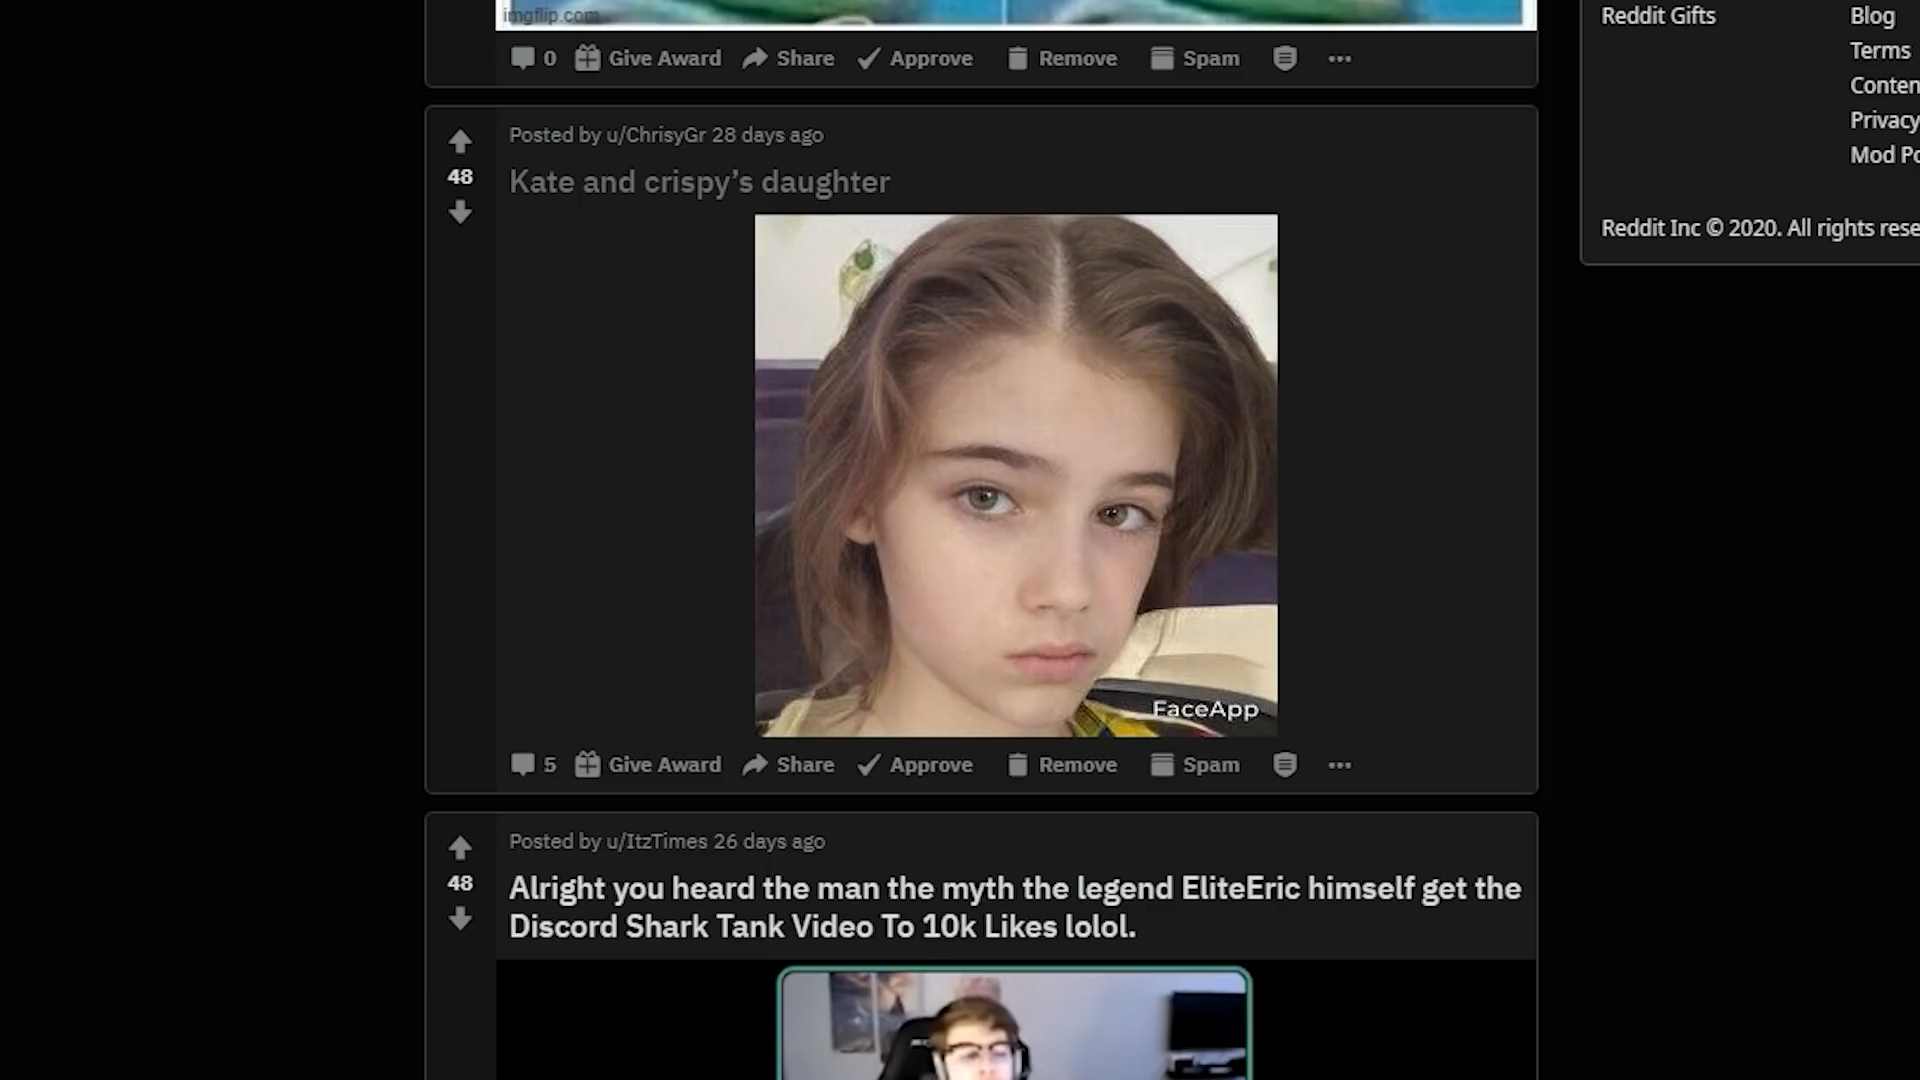 imgflip.com
0 Give Award Share Approve Remove Spam
Posted by u/ChrisyGr 28 days ago
48
Kate and crispy’s daughter
FaceApp
5 Give Award Share Approve Remove Spam
Posted by u/ItzTimes 26 days ago
48
Alright you heard the man the myth the legend EliteEric himself get the
Discord Shark Tank Video To 10k Likes lolol.
Reddit Gifts
Blog
Terms
Conten
Privacy
Mod Po
Reddit Inc © 2020. All rights rese